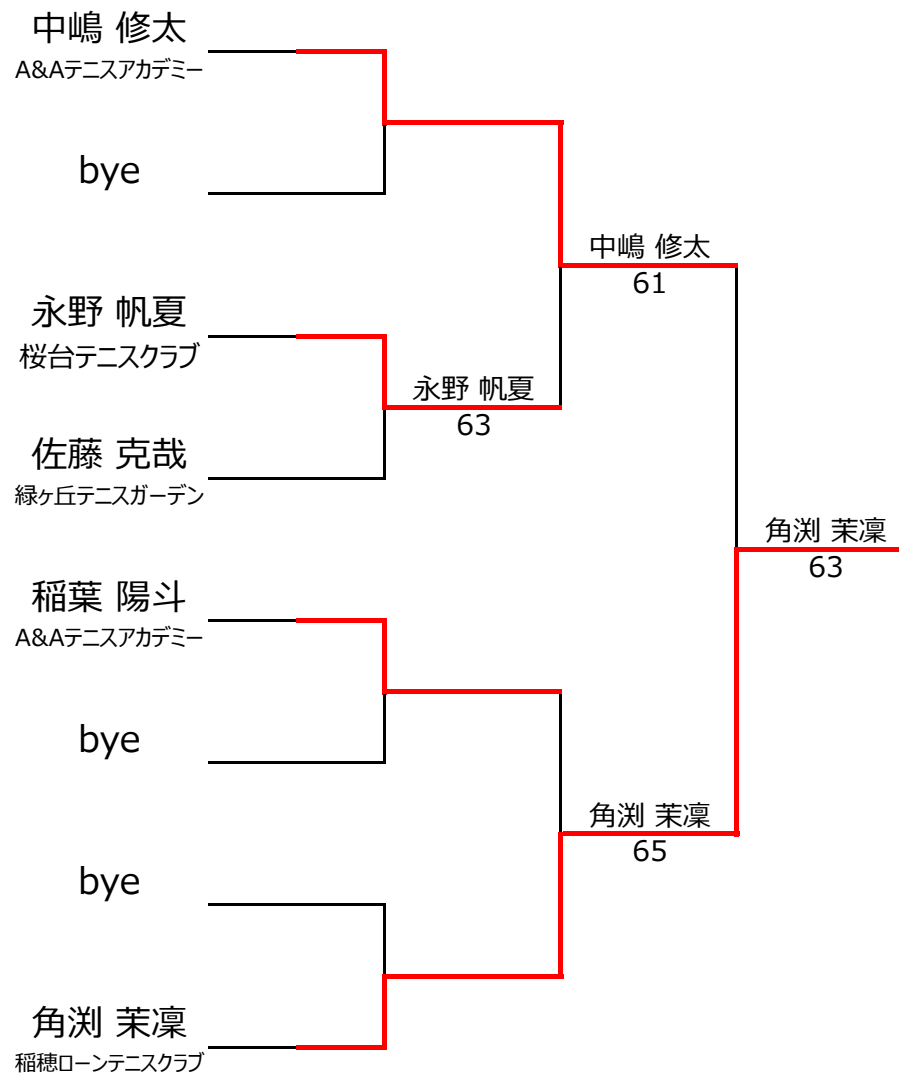 中嶋 修太
A&Aテニスアカデミー
bye
中嶋 修太
61
永野 帆夏
桜台テニスクラブ
永野 帆夏
63
佐藤 克哉
緑ヶ丘テニスガーデン
角渕 茉凜
63
稲葉 陽斗
A&Aテニスアカデミー
bye
角渕 茉凜
65
bye
角渕 茉凜
稲穂ローンテニスクラブ